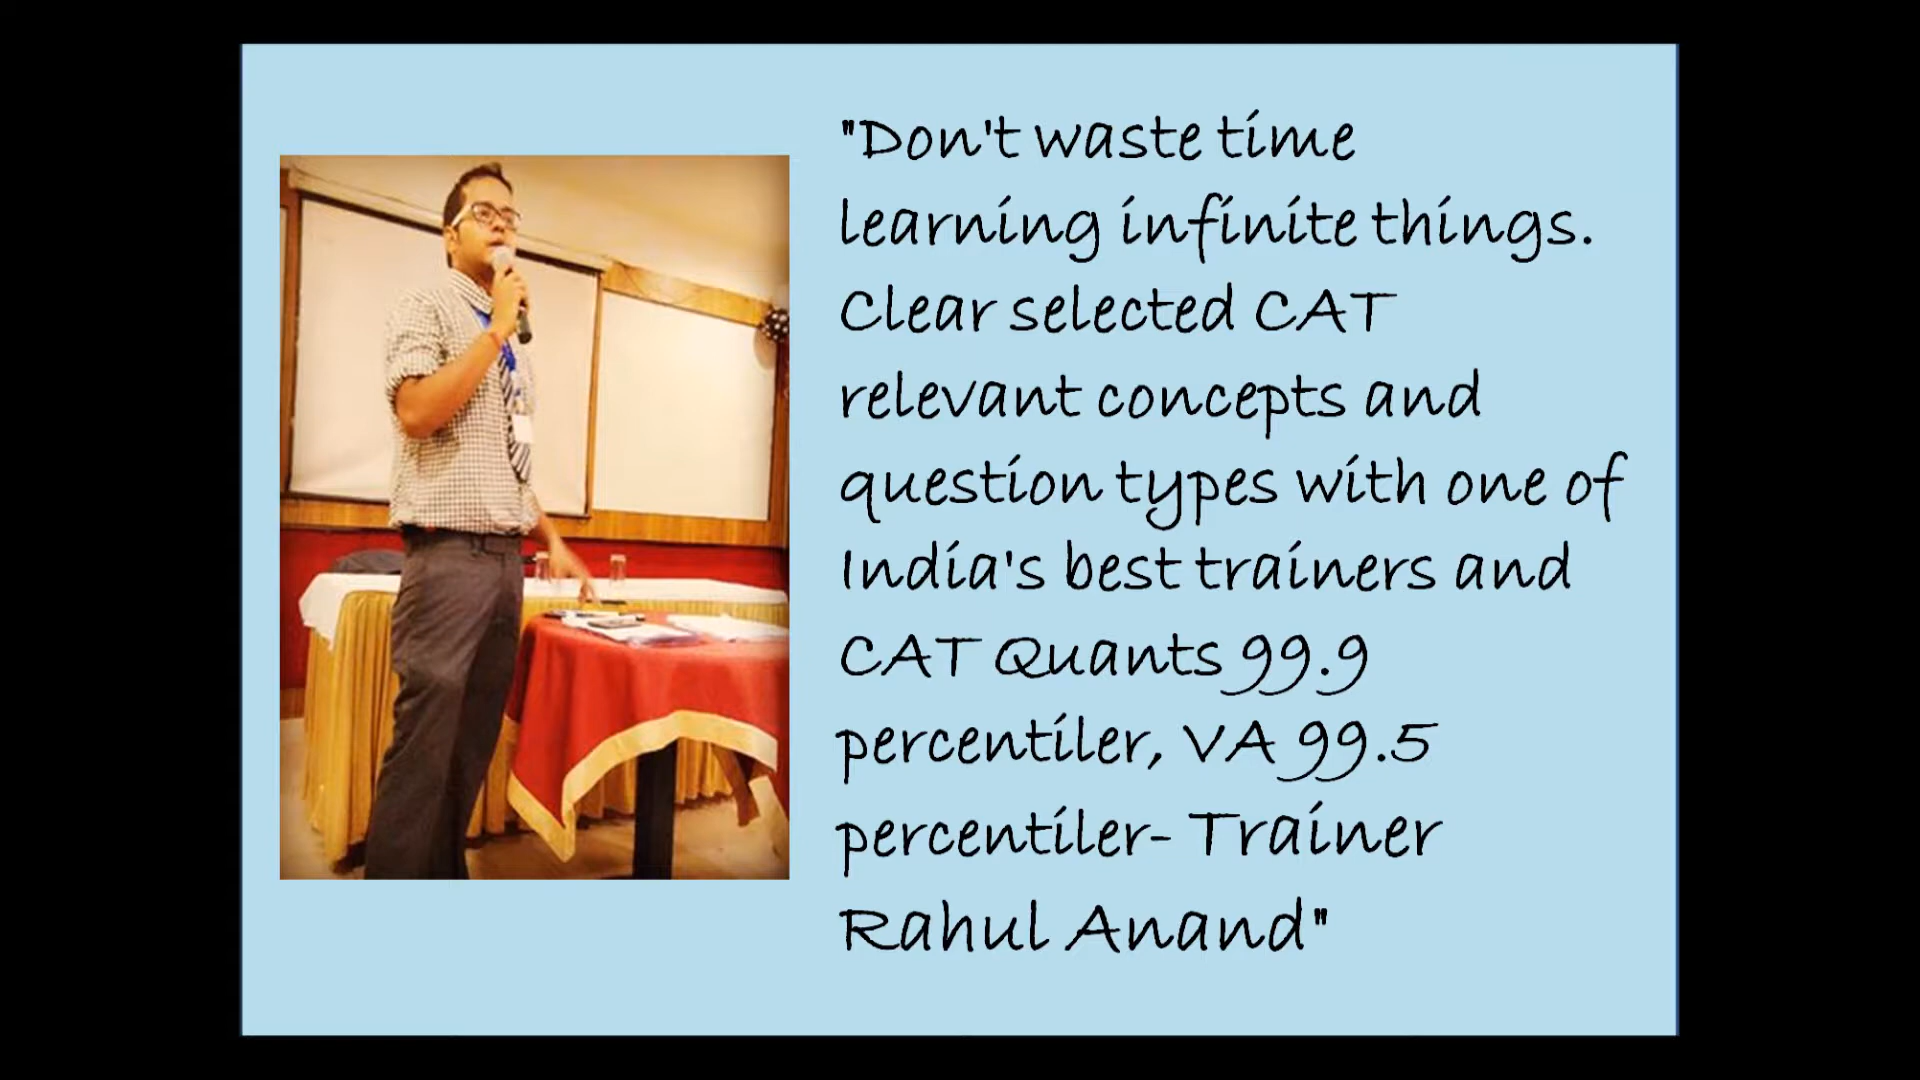 "Don't waste time
learning infinite things.
Clear selected CAT
relevant concepts and
question types with one of
India's best trainers and
CAT Quants 99.9
percentiler, VA 99.5
percentiler- Trainer
Rahul Anand"